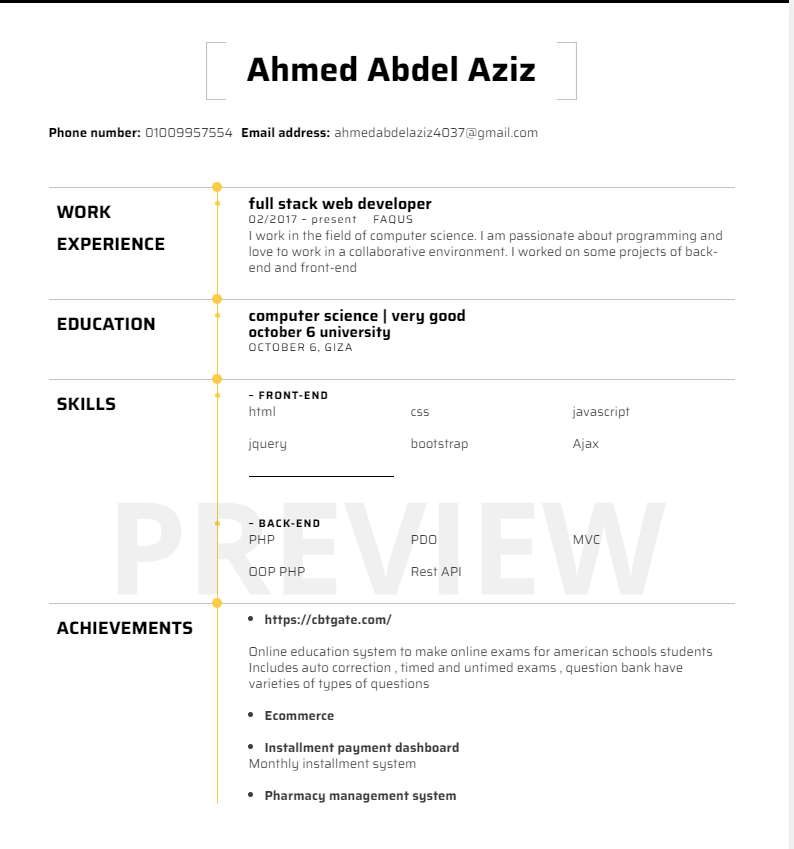 Ahmed Abdel Aziz
Phone number: 01009957554 Email address: ahmedabdelaziz4037@gmail.com
WORK
EXPERIENCE
full stack web developer
02/2017 – present FAQUS
I work in the field of computer science. I am passionate about programming and
love to work in a collaborative environment. I worked on some projects of back-
end and front-end
EDUCATION
computer science | very good
october 6 university
OCTOBER 6, GIZA
SKILLS
– FRONT-END
html css javascript
jquery bootstrap Ajax
PREVIEW
– BACK-END
PHP PDO MVC
OOP PHP Rest API
ACHIEVEMENTS
• https://cbtgate.com/
Online education system to make online exams for american schools students
Includes auto correction , timed and untimed exams , question bank have
varieties of types of questions
• Ecommerce
• Installment payment dashboard
Monthly installment system
• Pharmacy management system